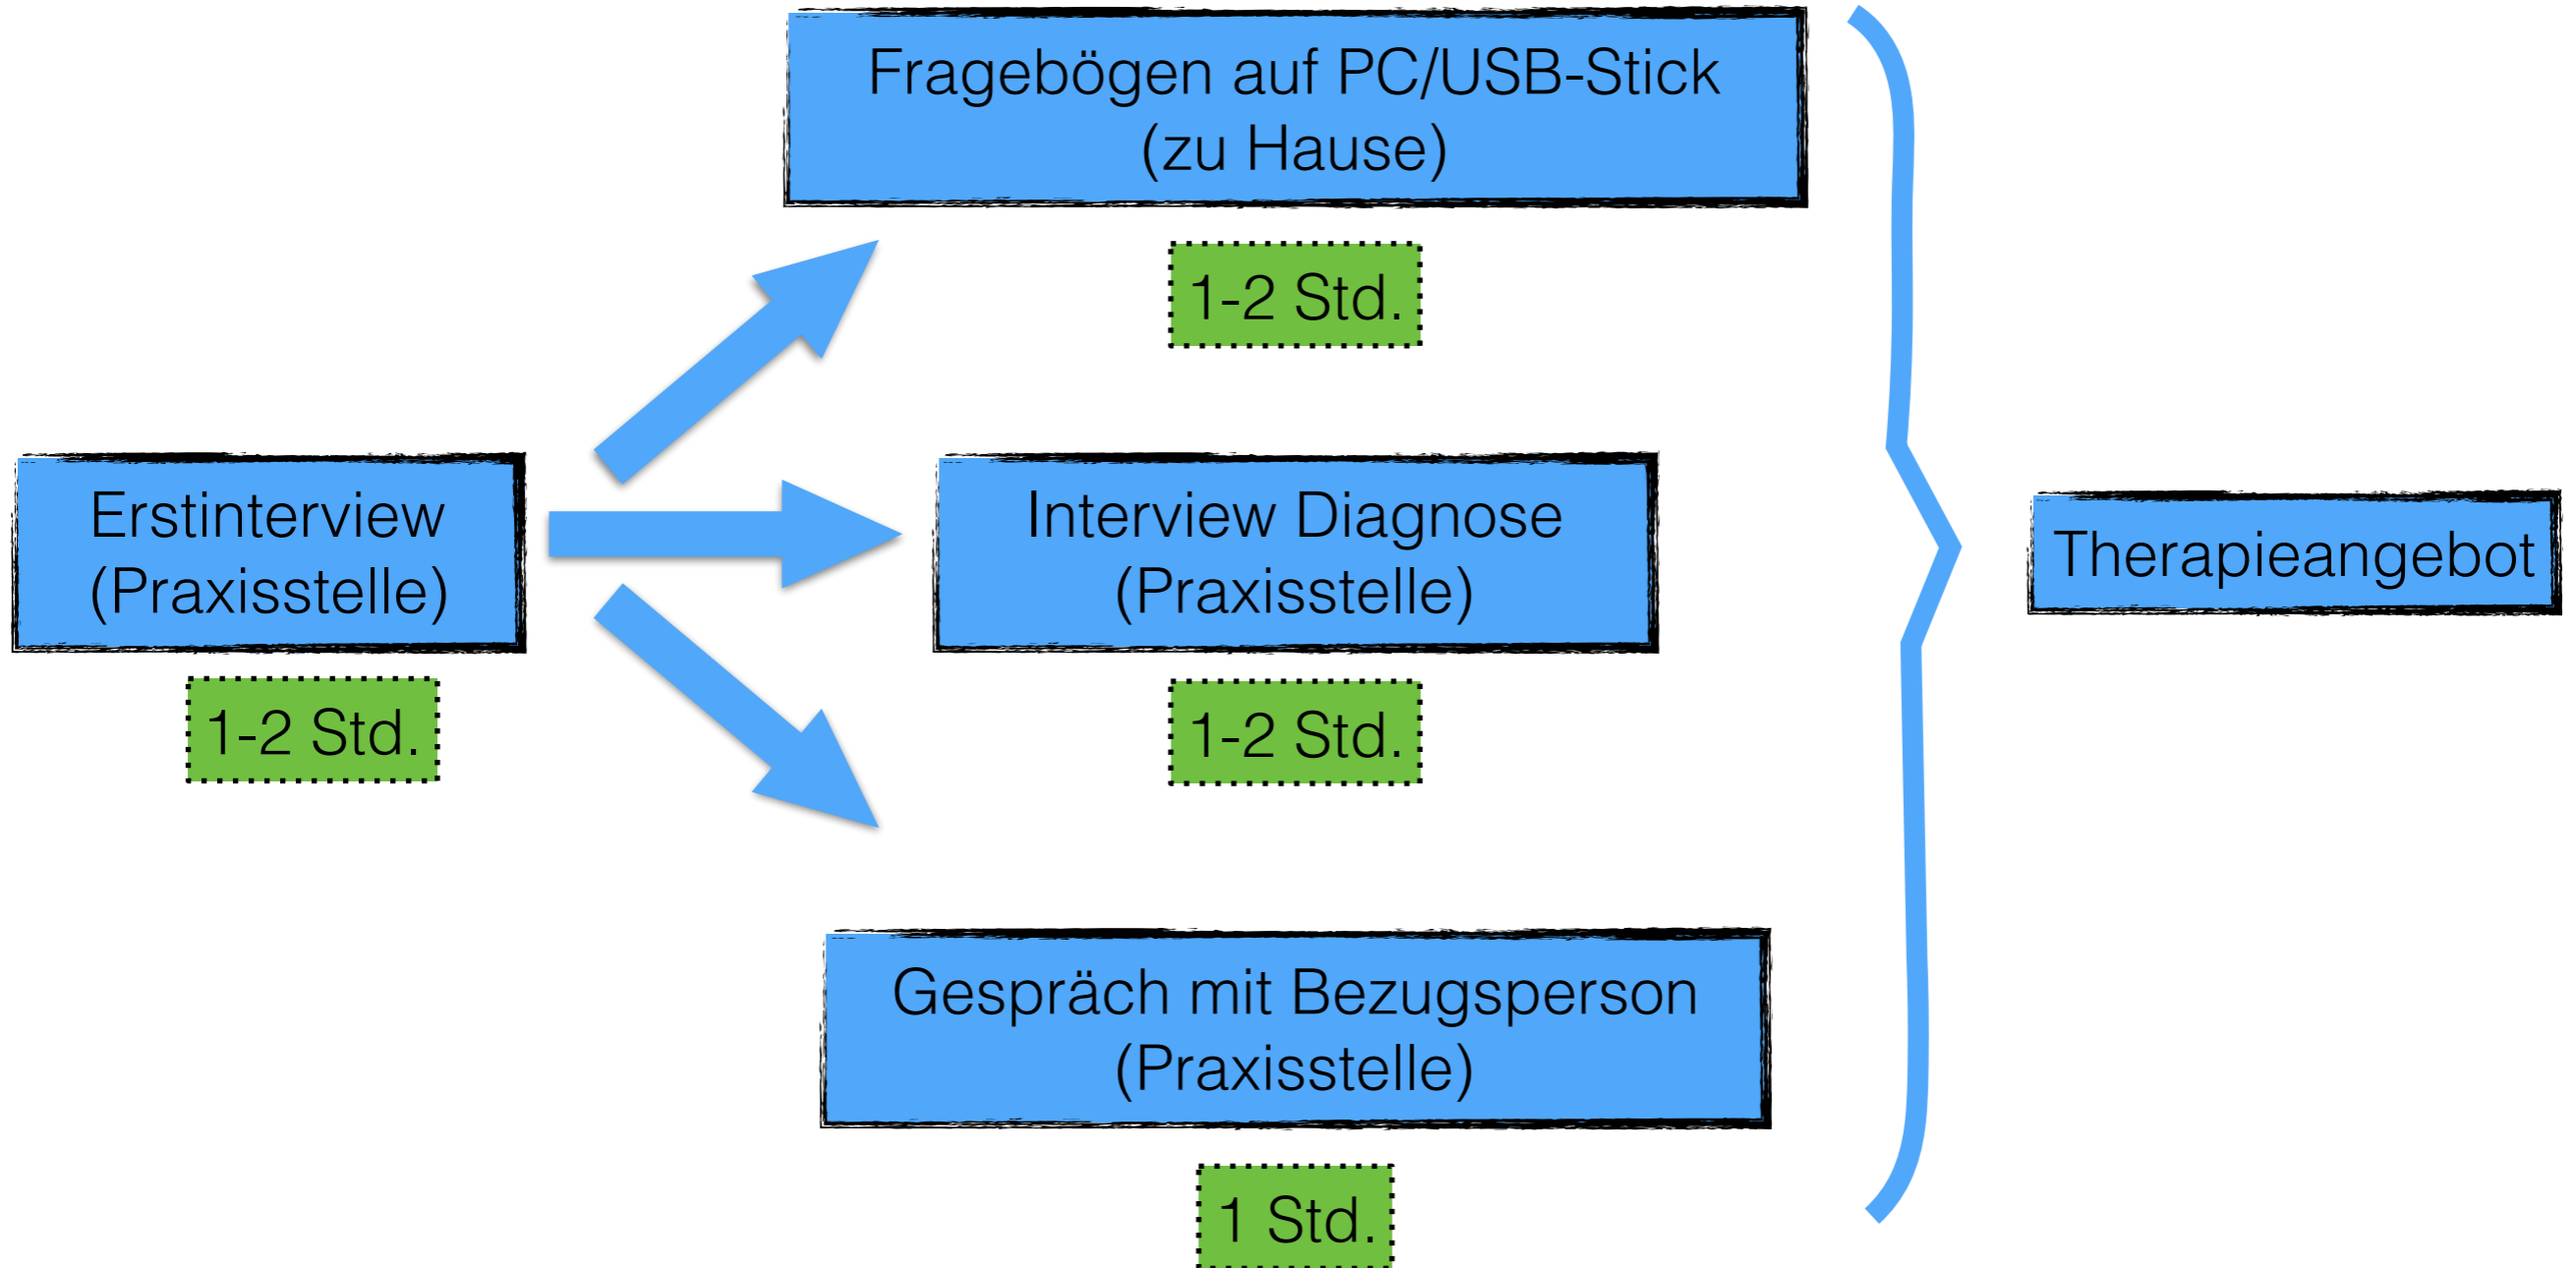 Fragebögen auf PC/USB-Stick
(zu Hause)
1-2 Std.
Erstinterview
(Praxisstelle)
1-2 Std.
Interview Diagnose
(Praxisstelle)
1-2 Std.
Therapieangebot
Gespräch mit Bezugsperson
(Praxisstelle)
1 Std.